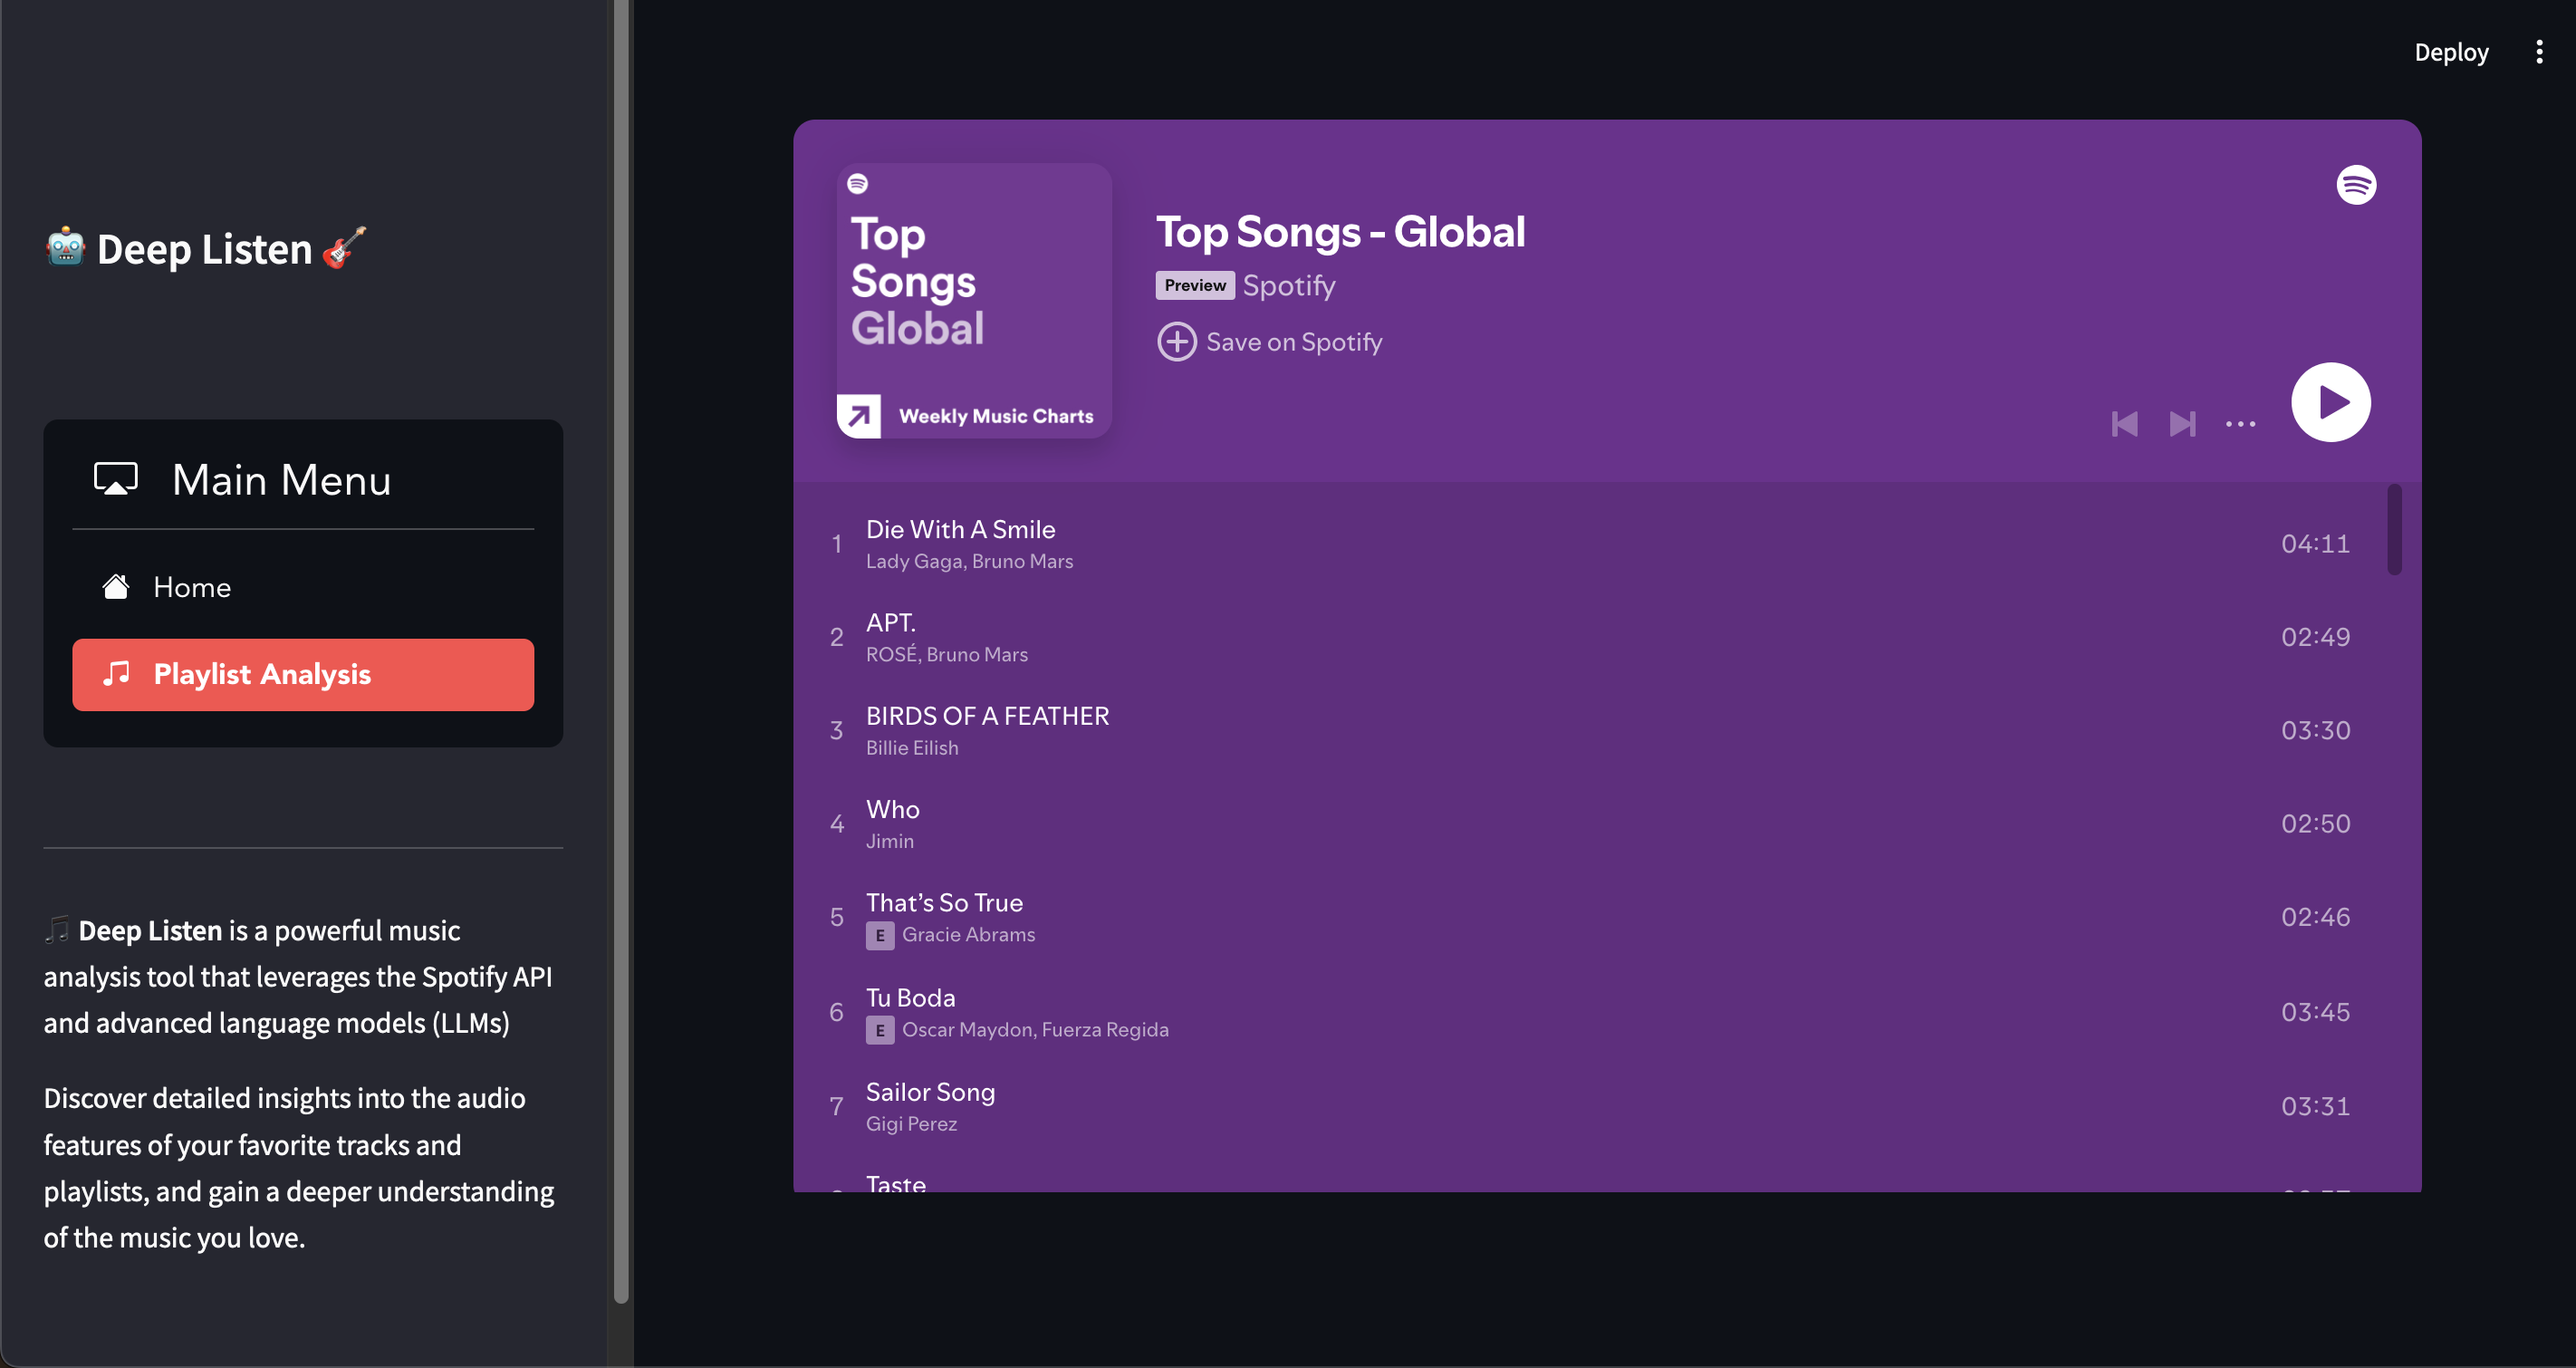 Deploy
Deep Listen
Main Menu
Home
Playlist Analysis
Deep Listen is a powerful music
analysis tool that leverages the Spotify API
and advanced language models (LLMs)
Discover detailed insights into the audio
features of your favorite tracks and
playlists, and gain a deeper understanding
of the music you love.
Top
Songs
Global
Weekly Music Charts
Top Songs - Global
Preview Spotify
Save on Spotify
1 Die With A Smile 04:11
Lady Gaga, Bruno Mars
2 APT. 02:49
ROSÉ, Bruno Mars
3 BIRDS OF A FEATHER 03:30
Billie Eilish
4 Who 02:50
Jimin
5 That's So True 02:46
E Gracie Abrams
6 Tu Boda 03:45
E Oscar Maydon, Fuerza Regida
7 Sailor Song 03:31
Gigi Perez
Taste